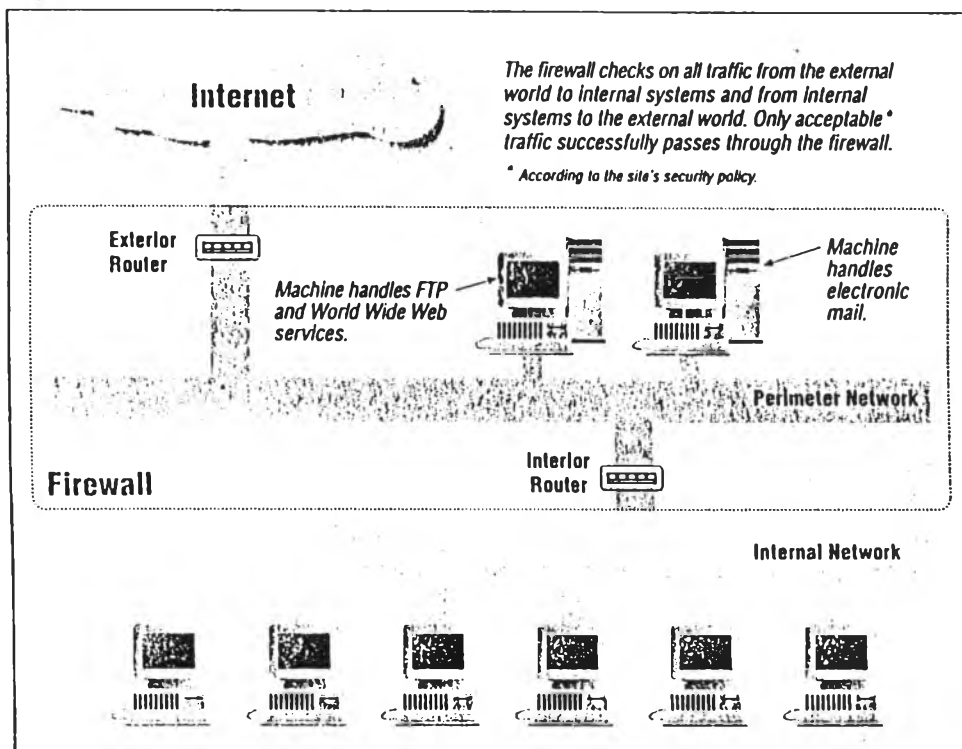 Internet
The firewall checks on all traffic from the external
world to internal systems and from internal
systems to the external world. Only acceptable*
traffic successfully passes through the firewall.
* According to the site's security policy.
Exterior
Router
Machine handles FTP
and World Wide Web
services.
Machine
handles
electronic
mail.
Perimeter Network
Interior
Router
Firewall
Internal Network